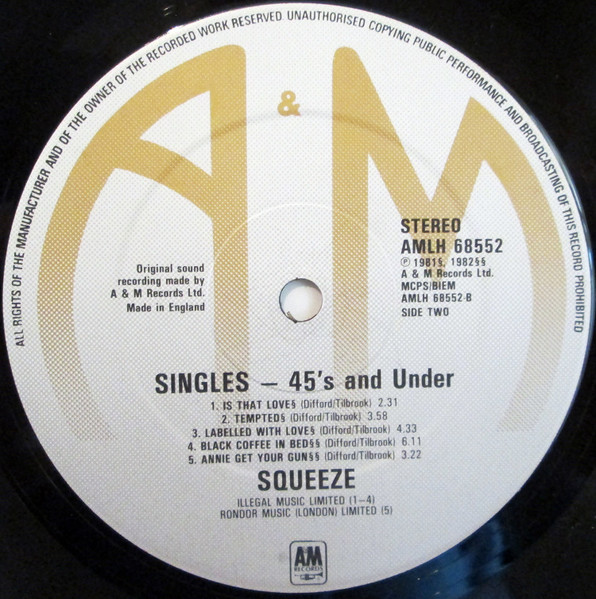 ALL RIGHTS OF THE MANUFACTURER AND OF THE OWNER OF THE RECORDED WORK RESERVED UNAUTHORISED COPYING PUBLIC PERFORMANCE AND BROADCASTING OF THIS RECORD PROHIBITED
A & M
STEREO
AMLH 68552
℗ 1981§, 1982§§
A & M Records Ltd.
MCPS/BIEM
AMLH 68552-B
SIDE TWO
Original sound
recording made by
A & M Records Ltd.
Made in England
SINGLES – 45's and Under
1. IS THAT LOVE§ (Difford/Tilbrook) 2.31
2. TEMPTED§ (Difford/Tilbrook) 3.58
3. LABELLED WITH LOVE§ (Difford/Tilbrook) 4.33
4. BLACK COFFEE IN BED§§ (Difford/Tilbrook) 6.11
5. ANNIE GET YOUR GUN§§ (Difford/Tilbrook) 3.22
SQUEEZE
ILLEGAL MUSIC LIMITED (1–4)
RONDOR MUSIC (LONDON) LIMITED (5)
AM
RECORDS